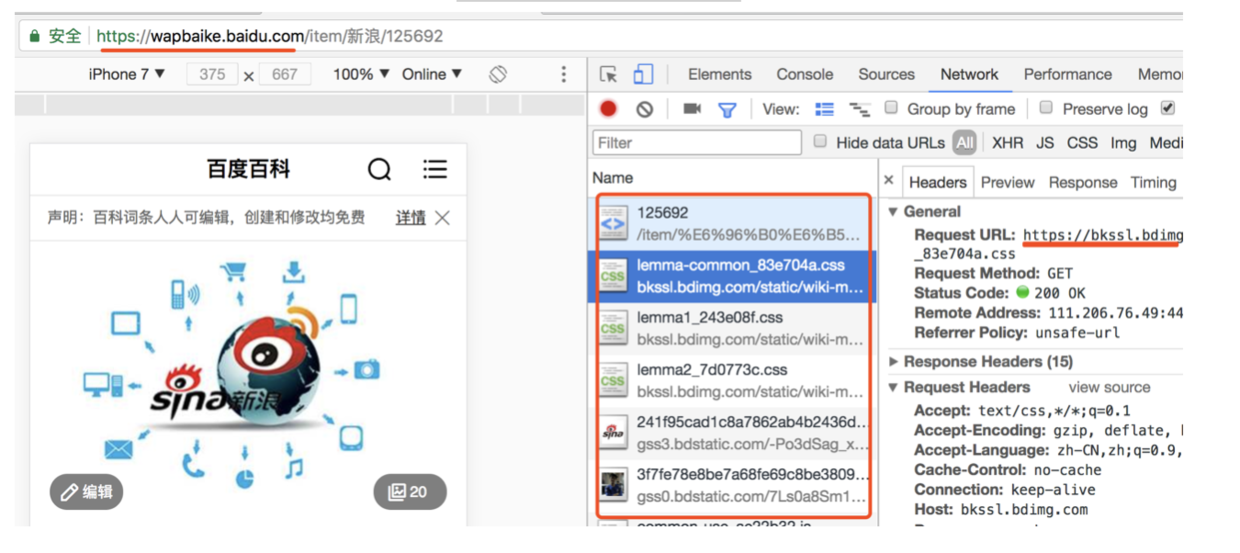 安全 https://wapbaike.baidu.com/item/新浪/125692
iPhone 7 ▼ 375 × 667 100% ▼ Online ▼
Elements Console Sources Network Performance
View: Group by frame Preserve log
Filter Hide data URLs All XHR JS CSS Img
Name
× Headers Preview Response Timing
百度百科
声明：百科词条人人可编辑，创建和修改均免费 详情
sina新浪
编辑
20
125692
/item/%E6%96%B0%E6%B5...
CSS
lemma-common_83e704a.css
bkssl.bdimg.com/static/wiki-m...
CSS
lemma1_243e08f.css
bkssl.bdimg.com/static/wiki-m...
CSS
lemma2_7d0773c.css
bkssl.bdimg.com/static/wiki-m...
sina
241f95cad1c8a7862ab4b2436d...
gss3.bdstatic.com/-Po3dSag_x...
3f7fe78e8be7a68fe69c8be3809...
gss0.bdstatic.com/7Ls0a8Sm1...
▼ General
Request URL: https://bkssl.bdimg
_83e704a.css
Request Method: GET
Status Code: 200 OK
Remote Address: 111.206.76.49:44
Referrer Policy: unsafe-url
▶ Response Headers (15)
▼ Request Headers view source
Accept: text/css,*/*;q=0.1
Accept-Encoding: gzip, deflate,
Accept-Language: zh-CN,zh;q=0.9,
Cache-Control: no-cache
Connection: keep-alive
Host: bkssl.bdimg.com